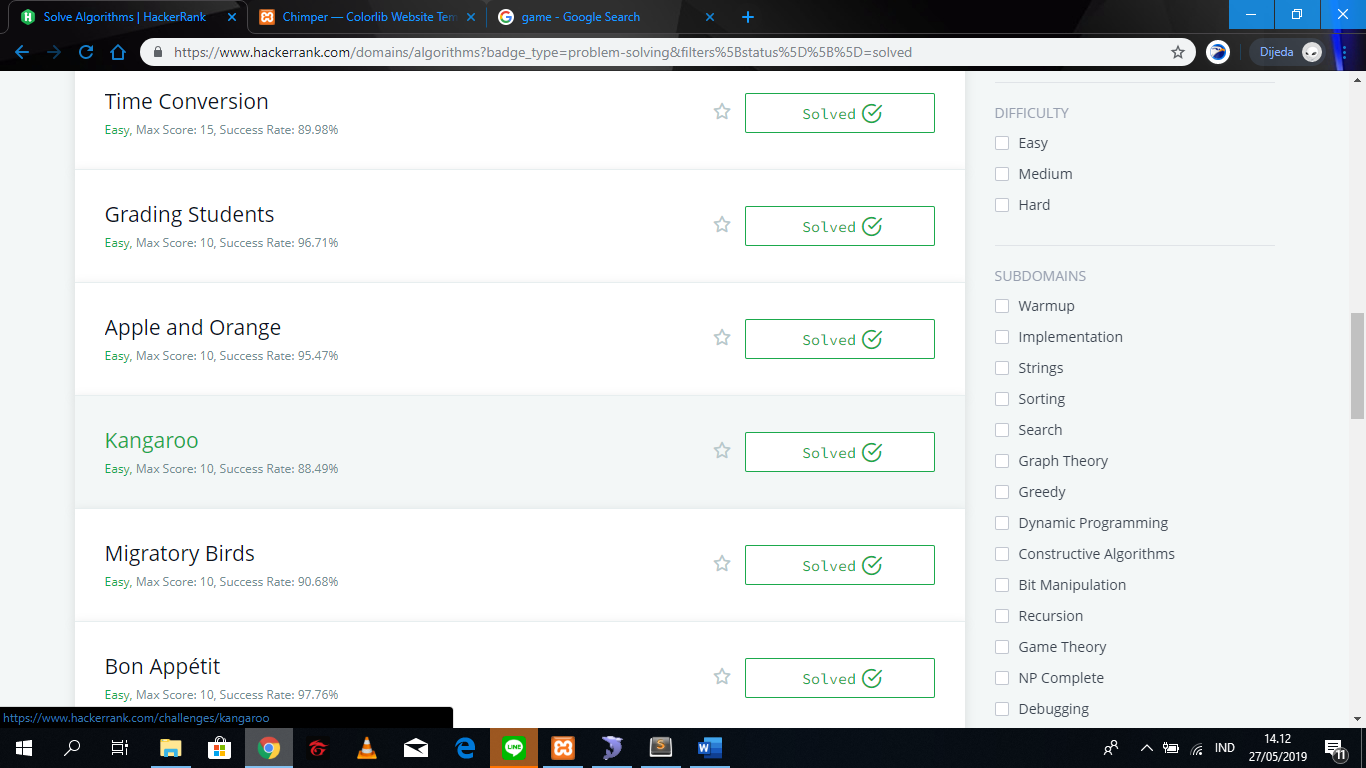 Solve Algorithms | HackerRank
Chimper — Colorlib Website Tem
game - Google Search
https://www.hackerrank.com/domains/algorithms?badge_type=problem-solving&filters%5Bstatus%5D%5B%5D=solved
Dijeda
Time Conversion
Easy, Max Score: 15, Success Rate: 89.98%
Solved
Grading Students
Easy, Max Score: 10, Success Rate: 96.71%
Solved
Apple and Orange
Easy, Max Score: 10, Success Rate: 95.47%
Solved
Kangaroo
Easy, Max Score: 10, Success Rate: 88.49%
Solved
Migratory Birds
Easy, Max Score: 10, Success Rate: 90.68%
Solved
Bon Appétit
Easy, Max Score: 10, Success Rate: 97.76%
Solved
DIFFICULTY
Easy
Medium
Hard
SUBDOMAINS
Warmup
Implementation
Strings
Sorting
Search
Graph Theory
Greedy
Dynamic Programming
Constructive Algorithms
Bit Manipulation
Recursion
Game Theory
NP Complete
Debugging
https://www.hackerrank.com/challenges/kangaroo
LINE
IND
14.12
27/05/2019
11